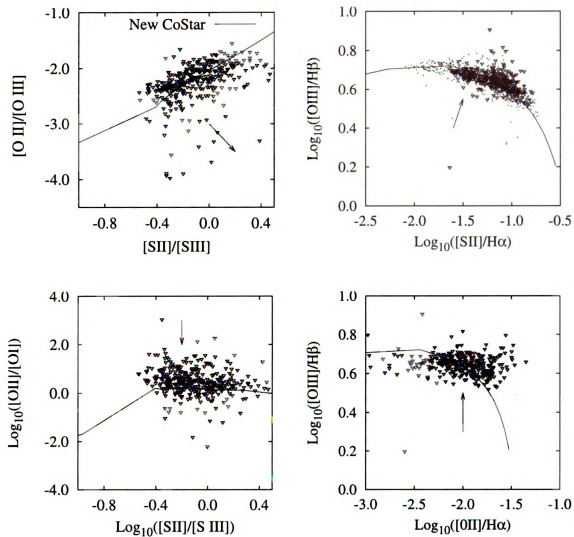 New CoStar
-1.0
-2.0
-3.0
-4.0
[O II]/[O III]
-0.8 -0.4 0.0 0.4
[SII]/[SIII]
1.0
0.8
0.6
0.4
0.2
0.0
Log10([OIII]/Hβ)
-2.5 -2.0 -1.5 -1.0 -0.5
Log10([SII]/Hα)
4.0
2.0
0.0
-2.0
-4.0
Log10([OII]/[OI])
-0.8 -0.4 0.0 0.4
Log10([SII]/[S III])
1.0
0.8
0.6
0.4
0.2
0.0
Log10([OIII]/Hβ)
-3.0 -2.5 -2.0 -1.5 -1.0
Log10([0II]/Hα)